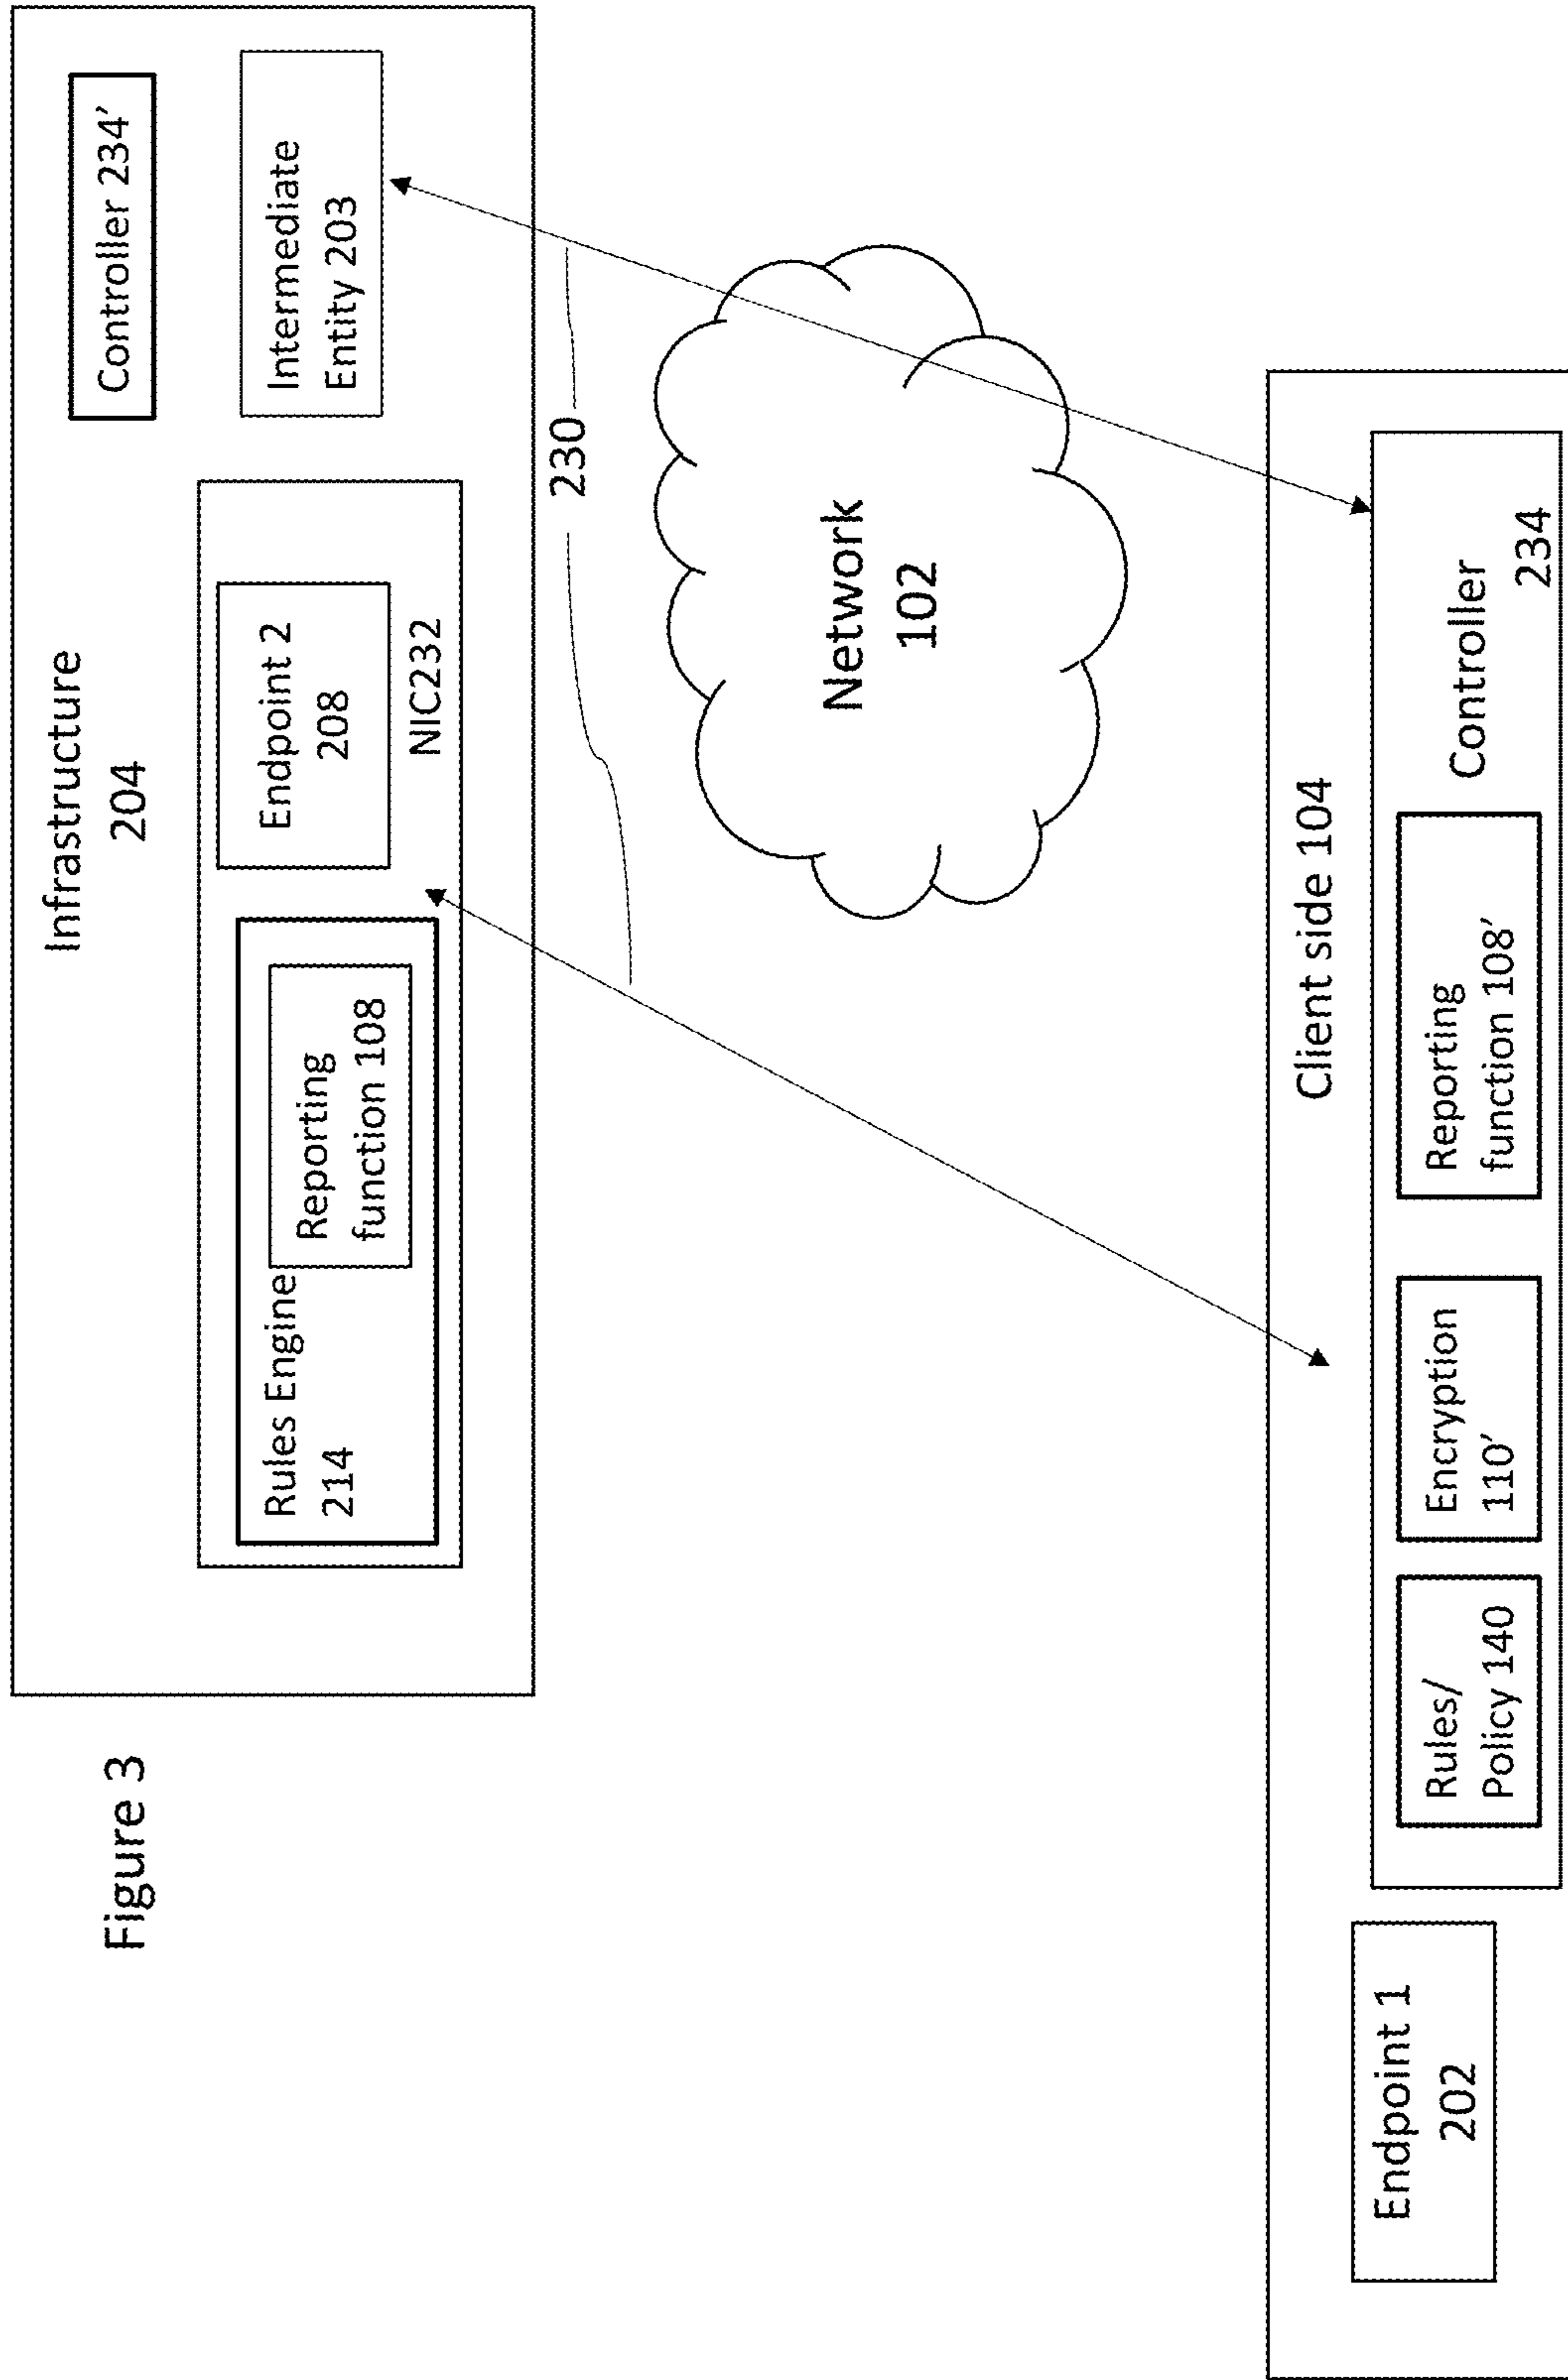 Figure 3
Infrastructure
204
Controller 234'
Rules Engine
214
Reporting
function 108
Endpoint 2
208
NIC232
Intermediate
Entity 203
230
Network
102
Client side 104
Endpoint 1
202
Rules/
Policy 140
Encryption
110'
Reporting
function 108'
Controller
234